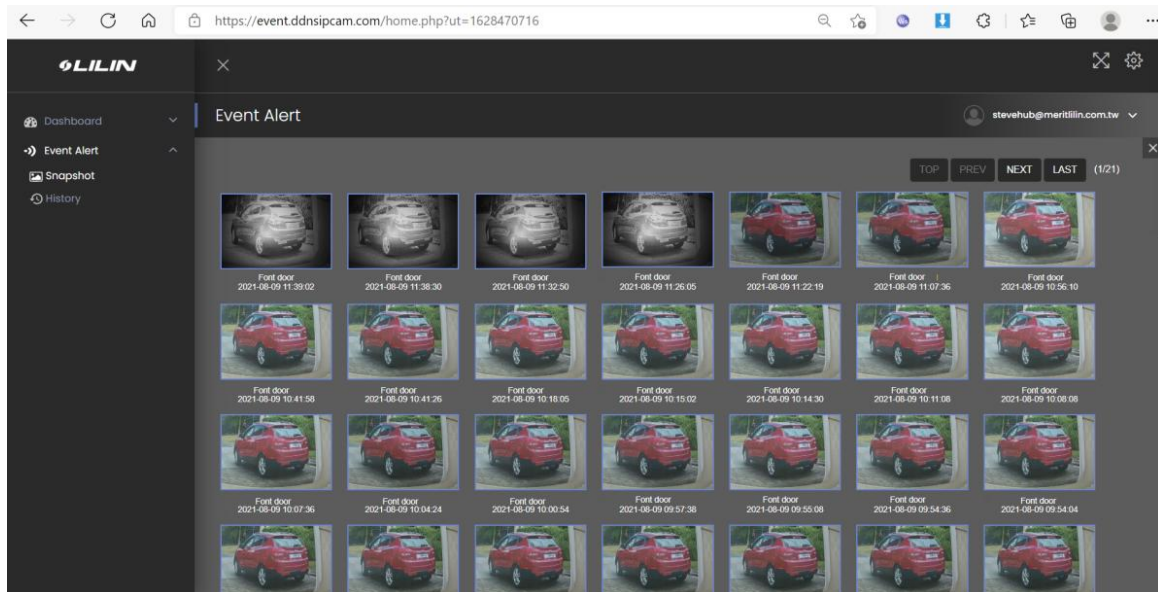 https://event.ddnsipcam.com/home.php?ut=1628470716
LILIN
Dashboard
Event Alert
stevehub@meritlilin.com.tw
Event Alert
Snapshot
History
TOP PREV NEXT LAST (1/21)
Font door Font door Font door Font door Font door Font door Font door
2021-08-09 11:39:02 2021-08-09 11:38:30 2021-08-09 11:32:50 2021-08-09 11:26:05 2021-08-09 11:22:19 2021-08-09 11:07:36 2021-08-09 10:56:10
Font door Font door Font door Font door Font door Font door Font door
2021-08-09 10:41:58 2021-08-09 10:41:26 2021-08-09 10:18:05 2021-08-09 10:15:02 2021-08-09 10:14:30 2021-08-09 10:11:08 2021-08-09 10:08:08
Font door Font door Font door Font door Font door Font door Font door
2021-08-09 10:07:36 2021-08-09 10:04:24 2021-08-09 10:00:54 2021-08-09 09:57:38 2021-08-09 09:55:08 2021-08-09 09:54:36 2021-08-09 09:54:04